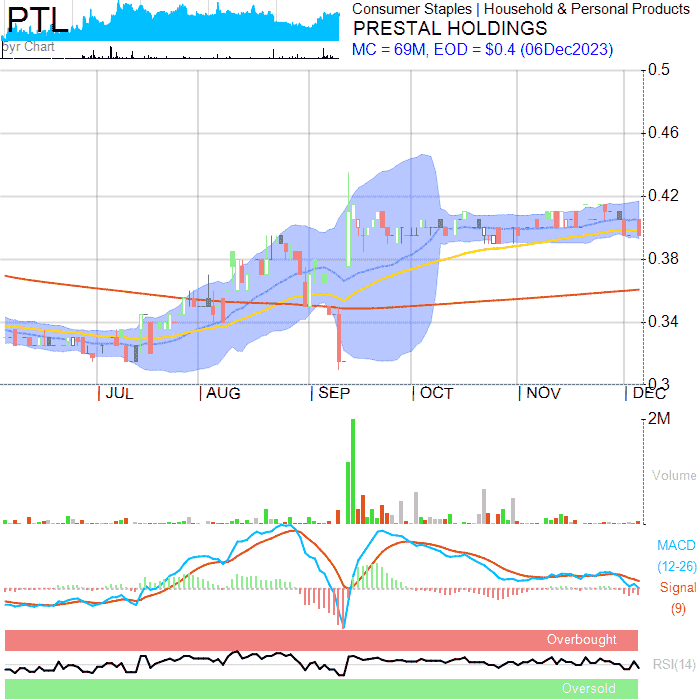 PTL
Consumer Staples | Household & Personal Products
PRESTAL HOLDINGS
MC = 69M, EOD = $0.4 (06Dec2023)
5yr Chart
0.5
0.46
0.42
0.38
0.34
0.3
| JUL
| AUG
| SEP
| OCT
| NOV
| DEC
2M
Volume
MACD
(12-26)
Signal
(9)
Overbought
RSI(14)
Oversold